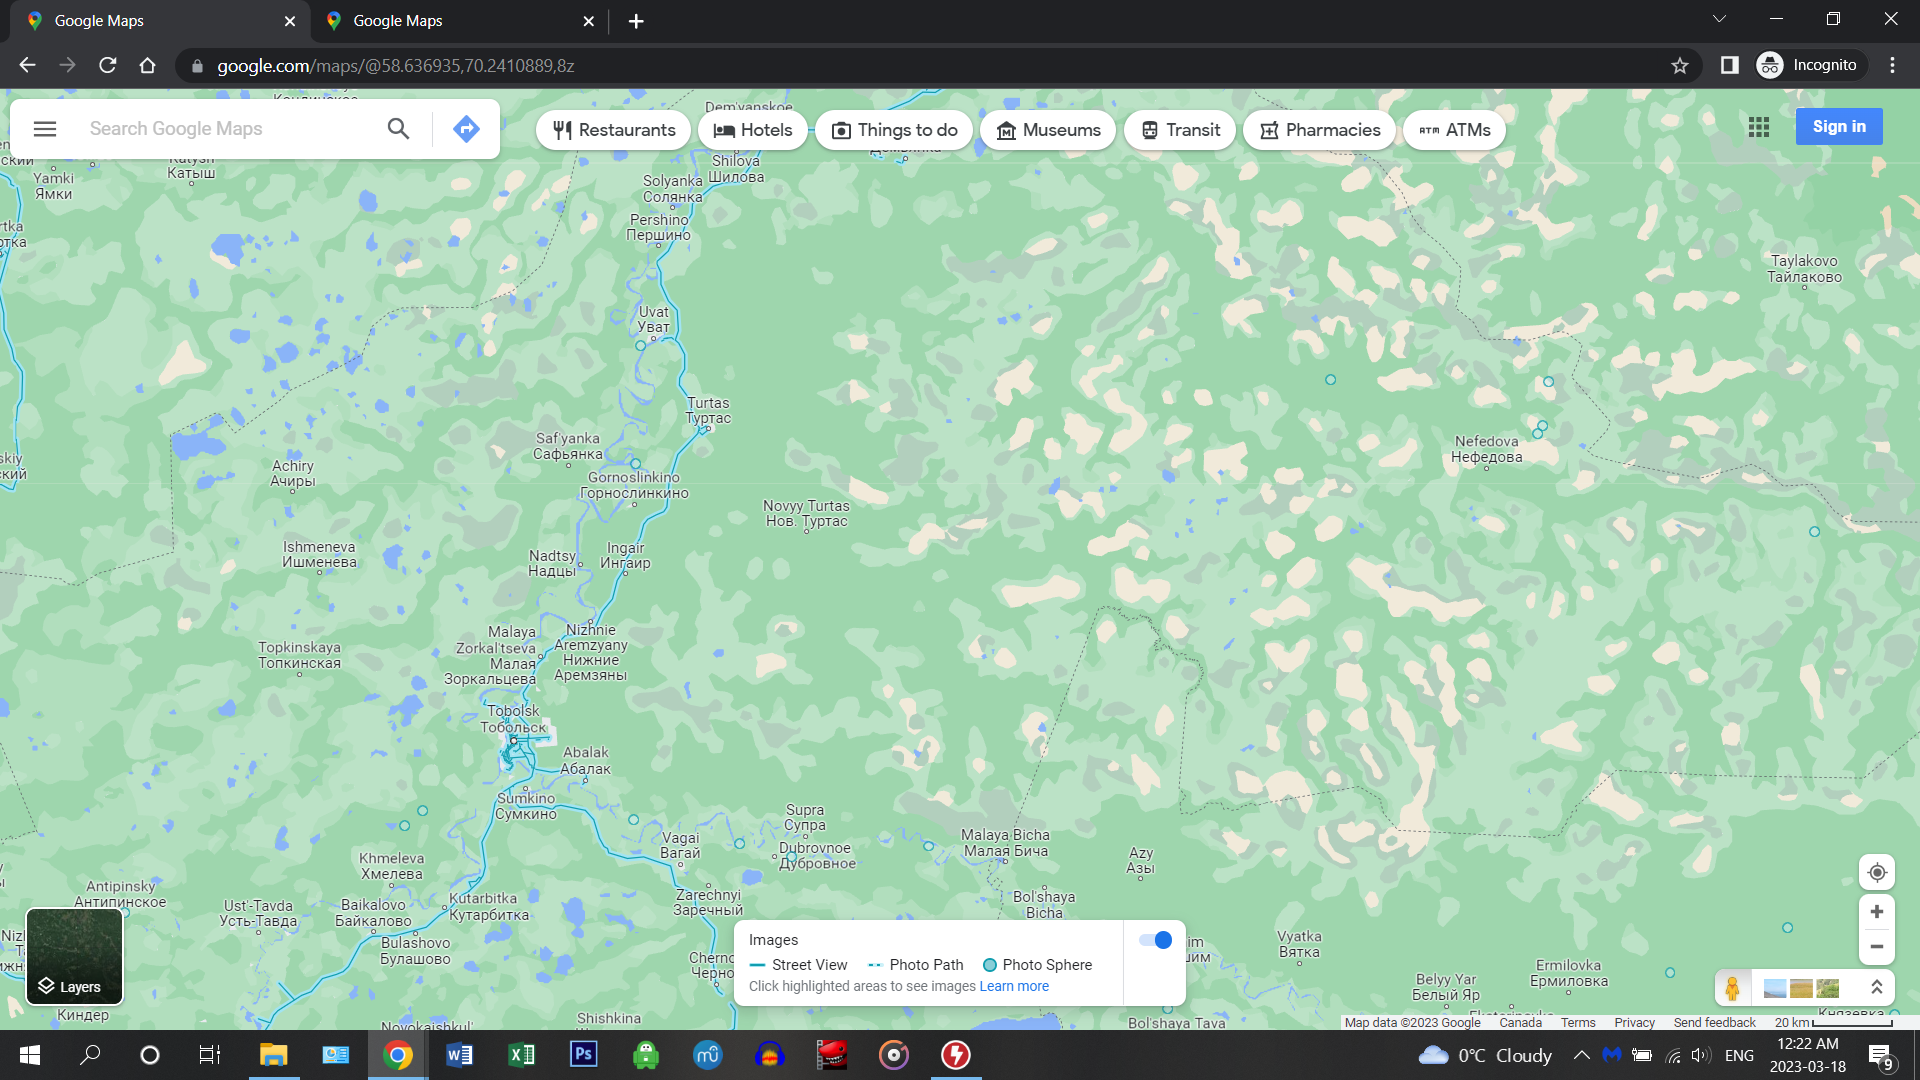 Google Maps
Google Maps
google.com/maps/@58.636935,70.2410889,8z
Incognito
Search Google Maps
Restaurants
Hotels
Things to do
Museums
Transit
Pharmacies
ATM ATMs
Sign in
Dem'yanskoe
Катыш
Yamki
Ямки
Shilova
Шилова
Solyanka
Солянка
Pershino
Першино
Taylakovo
Тайлаково
Uvat
Уват
Turtas
Туртас
Saf'yanka
Сафьянка
Nefedova
Нефедова
Achiry
Ачиры
Gornoslinkino
Горнослинкино
Novyy Turtas
Нов. Туртас
Ishmeneva
Ишменева
Nadtsy
Надцы
Ingair
Ингаир
Topkinskaya
Топкинская
Malaya
Zorkal'tseva
Малая
Зоркальцева
Nizhnie
Aremzyany
Нижние
Аремзяны
Tobolsk
Тобольск
Abalak
Абалак
Sumkino
Сумкино
Supra
Супра
Vagai
Вагай
Dubrovnoe
Дубровное
Malaya Bicha
Малая Бича
Azy
Азы
Khmeleva
Хмелева
Antipinsky
Антипинское
Ust'-Tavda
Усть-Тавда
Baikalovo
Байкалово
Kutarbitka
Кутарбитка
Zarechnyi
Заречный
Bol'shaya
Bicha
Bulashovo
Булашово
Vyatka
Вятка
Belyy Yar
Белый Яр
Ermilovka
Ермиловка
Киндер
Shishkina
Bol'shaya Tava
Князевка
Layers
Images
Street View
Photo Path
Photo Sphere
Click highlighted areas to see images Learn more
Map data ©2023 Google
Canada
Terms
Privacy
Send feedback
20 km
0°C Cloudy
ENG
12:22 AM
2023-03-18
9